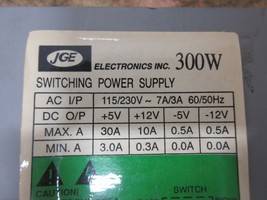 JGE ELECTRONICS INC. 300W
SWITCHING POWER SUPPLY
AC I/P 115/230V~ 7A/3A 60/50Hz
DC O/P +5V +12V -5V -12V
MAX. A 30A 10A 0.5A 0.5A
MIN. A 3.0A 0.3A 0.0A 0.0A
CAUTION! SWITCH